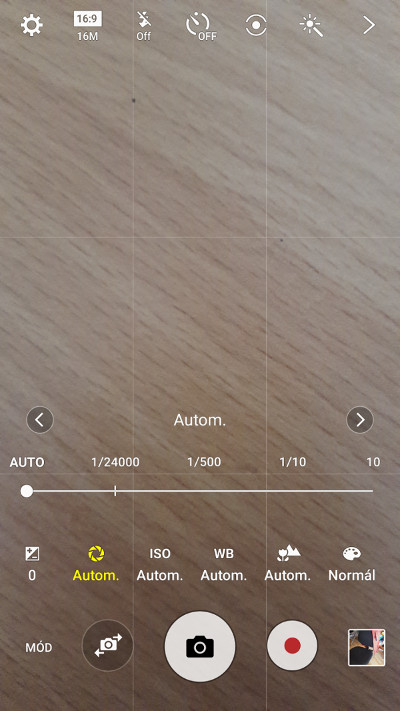 16:9
16M
Off
OFF
Autom.
AUTO 1/24000 1/500 1/10 10
ISO WB
0 Autom. Autom. Autom. Autom. Normál
MÓD